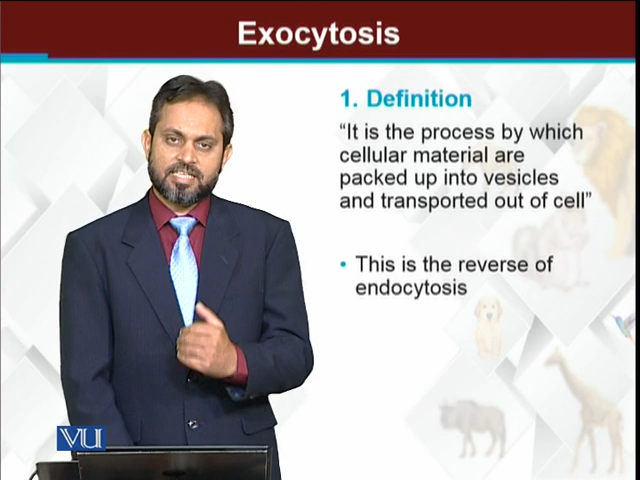 Exocytosis
1. Definition
“It is the process by which
cellular material are
packed up into vesicles
and transported out of cell”
• This is the reverse of
endocytosis
VU